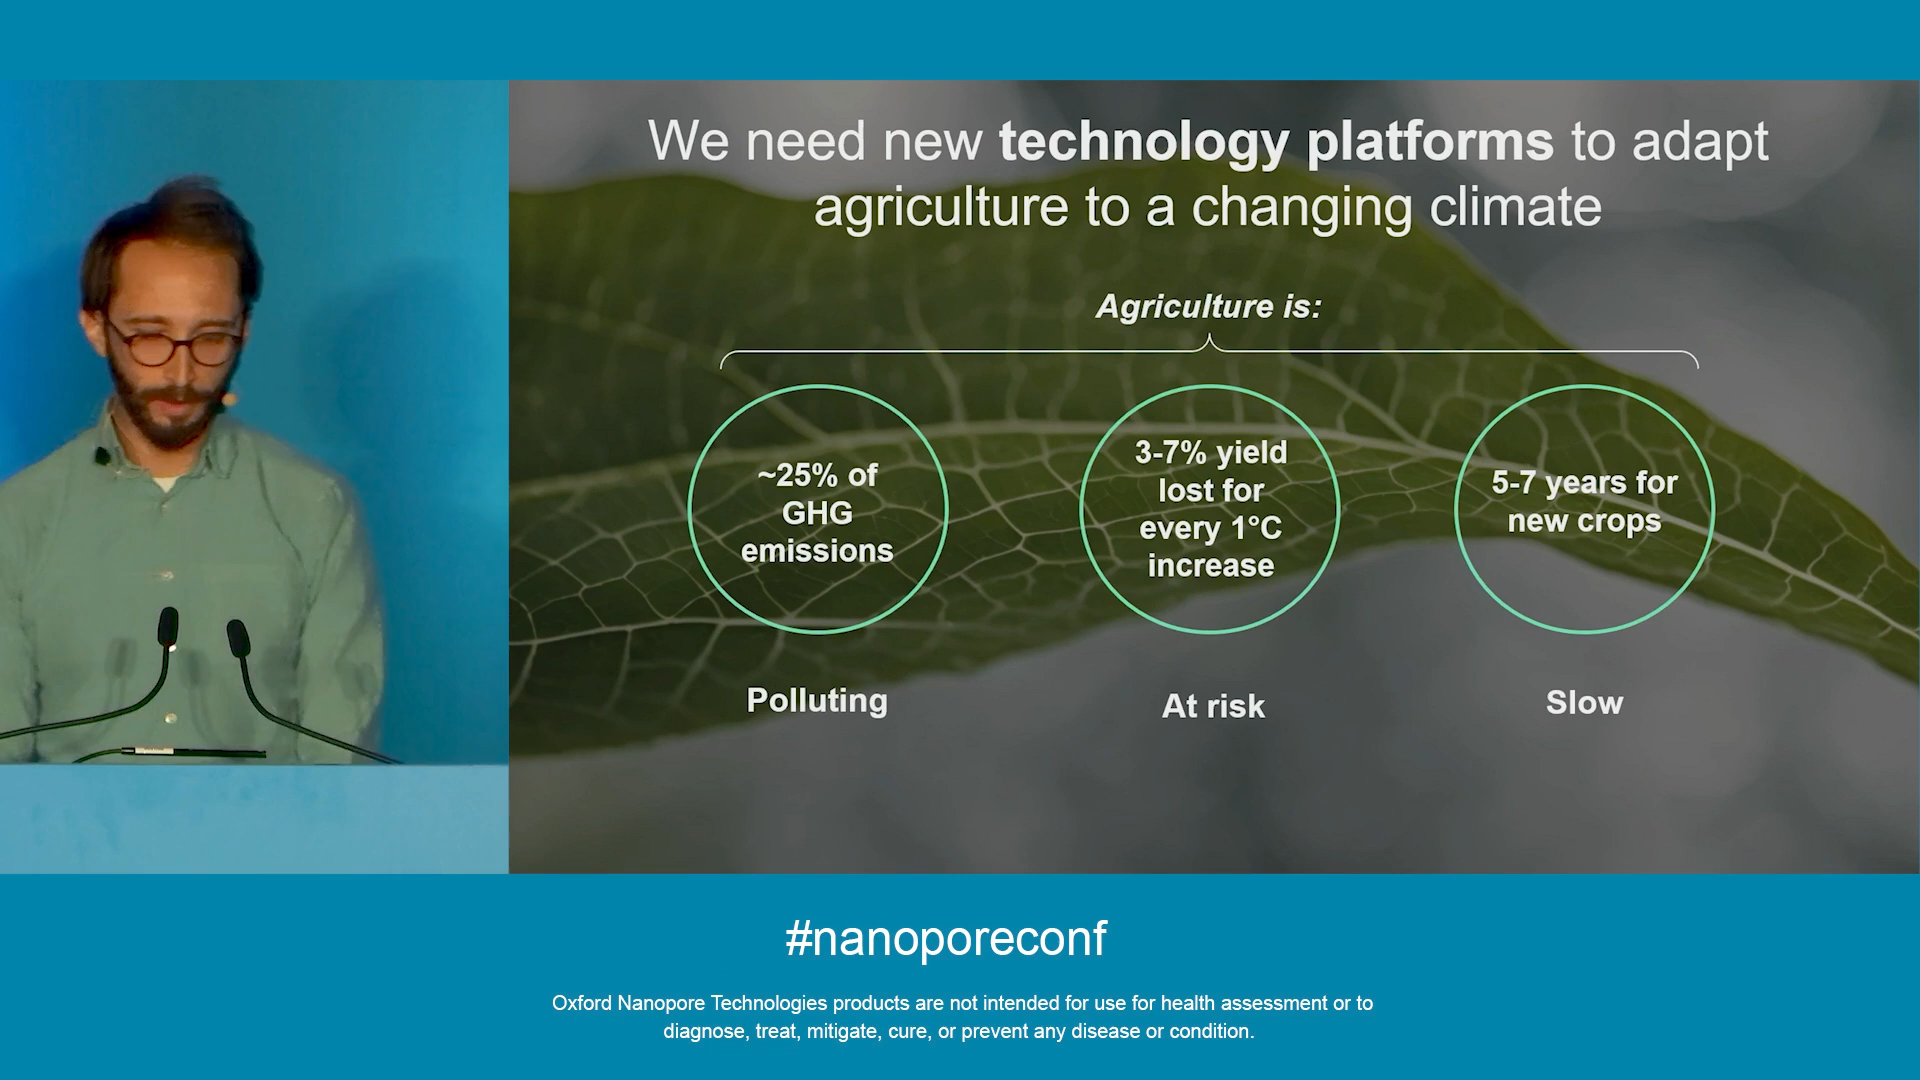 We need new technology platforms to adapt
agriculture to a changing climate
Agriculture is:
~25% of
GHG
emissions
3-7% yield
lost for
every 1°C
increase
5-7 years for
new crops
Polluting
At risk
Slow
#nanoporeconf
Oxford Nanopore Technologies products are not intended for use for health assessment or to
diagnose, treat, mitigate, cure, or prevent any disease or condition.